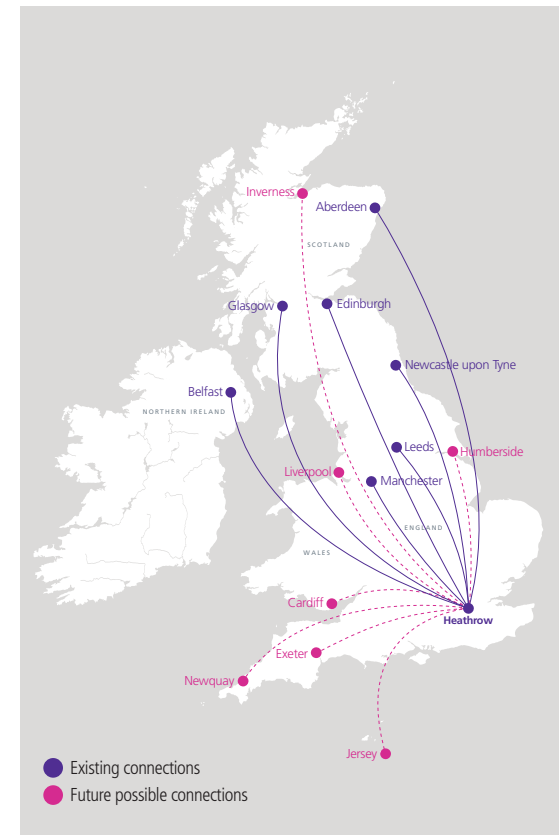 Inverness
Aberdeen
SCOTLAND
Glasgow
Edinburgh
Newcastle upon Tyne
Belfast
NORTHERN IRELAND
Leeds
Humberside
Liverpool
Manchester
ENGLAND
WALES
Cardiff
Heathrow
Exeter
Newquay
Jersey
Existing connections
Future possible connections